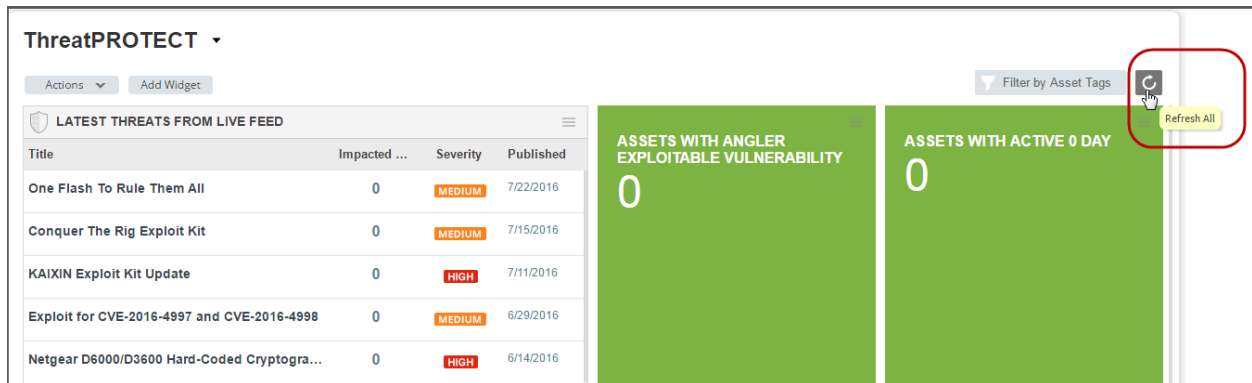 ThreatPROTECT
Actions Add Widget Filter by Asset Tags
Refresh All
LATEST THREATS FROM LIVE FEED
Title Impacted ... Severity Published
One Flash To Rule Them All 0 MEDIUM 7/22/2016
Conquer The Rig Exploit Kit 0 MEDIUM 7/15/2016
KAIXIN Exploit Kit Update 0 HIGH 7/11/2016
Exploit for CVE-2016-4997 and CVE-2016-4998 0 MEDIUM 6/29/2016
Netgear D6000/D3600 Hard-Coded Cryptogra... 0 HIGH 6/14/2016
ASSETS WITH ANGLER
EXPLOITABLE VULNERABILITY
0
ASSETS WITH ACTIVE 0 DAY
0